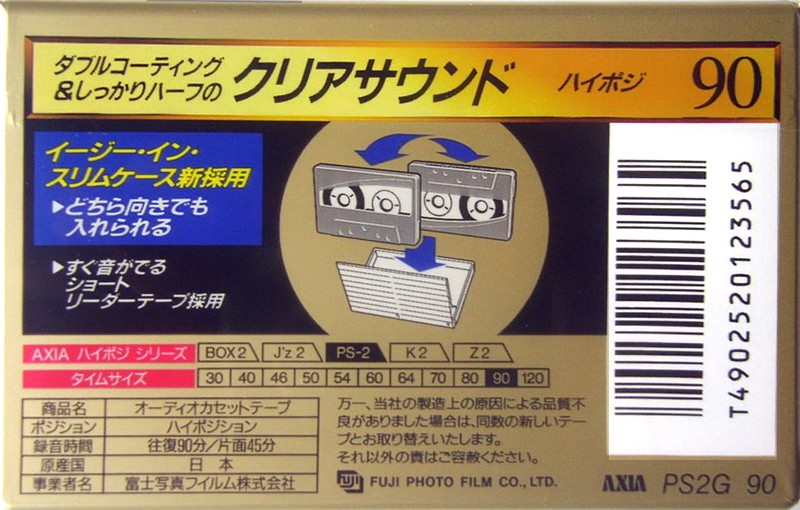 ダブルコーティング
&しっかりハーフの
クリアサウンド ハイポジ 90
イージー・イン・
スリムケース新採用
▶どちら向きでも
入れられる
▶すぐ音がでる
ショート
リーダーテープ採用
T4902520123565
AXIA ハイポジ シリーズ BOX2 J'z 2 PS-2 K2 Z2
タイムサイズ 30 40 46 50 54 60 64 70 80 90 120
商品名 オーディオカセットテープ
ポジション ハイポジション
録音時間 往復90分/片面45分
原産国 日本
事業者名 富士写真フイルム株式会社
万一、当社の製造上の原因による品質不
良がありました場合は、同数の新しいテー
プとお取り替えいたします。
それ以外の責はご容赦ください。
FUJI FUJI PHOTO FILM CO., LTD.
AXIA PS2G 90